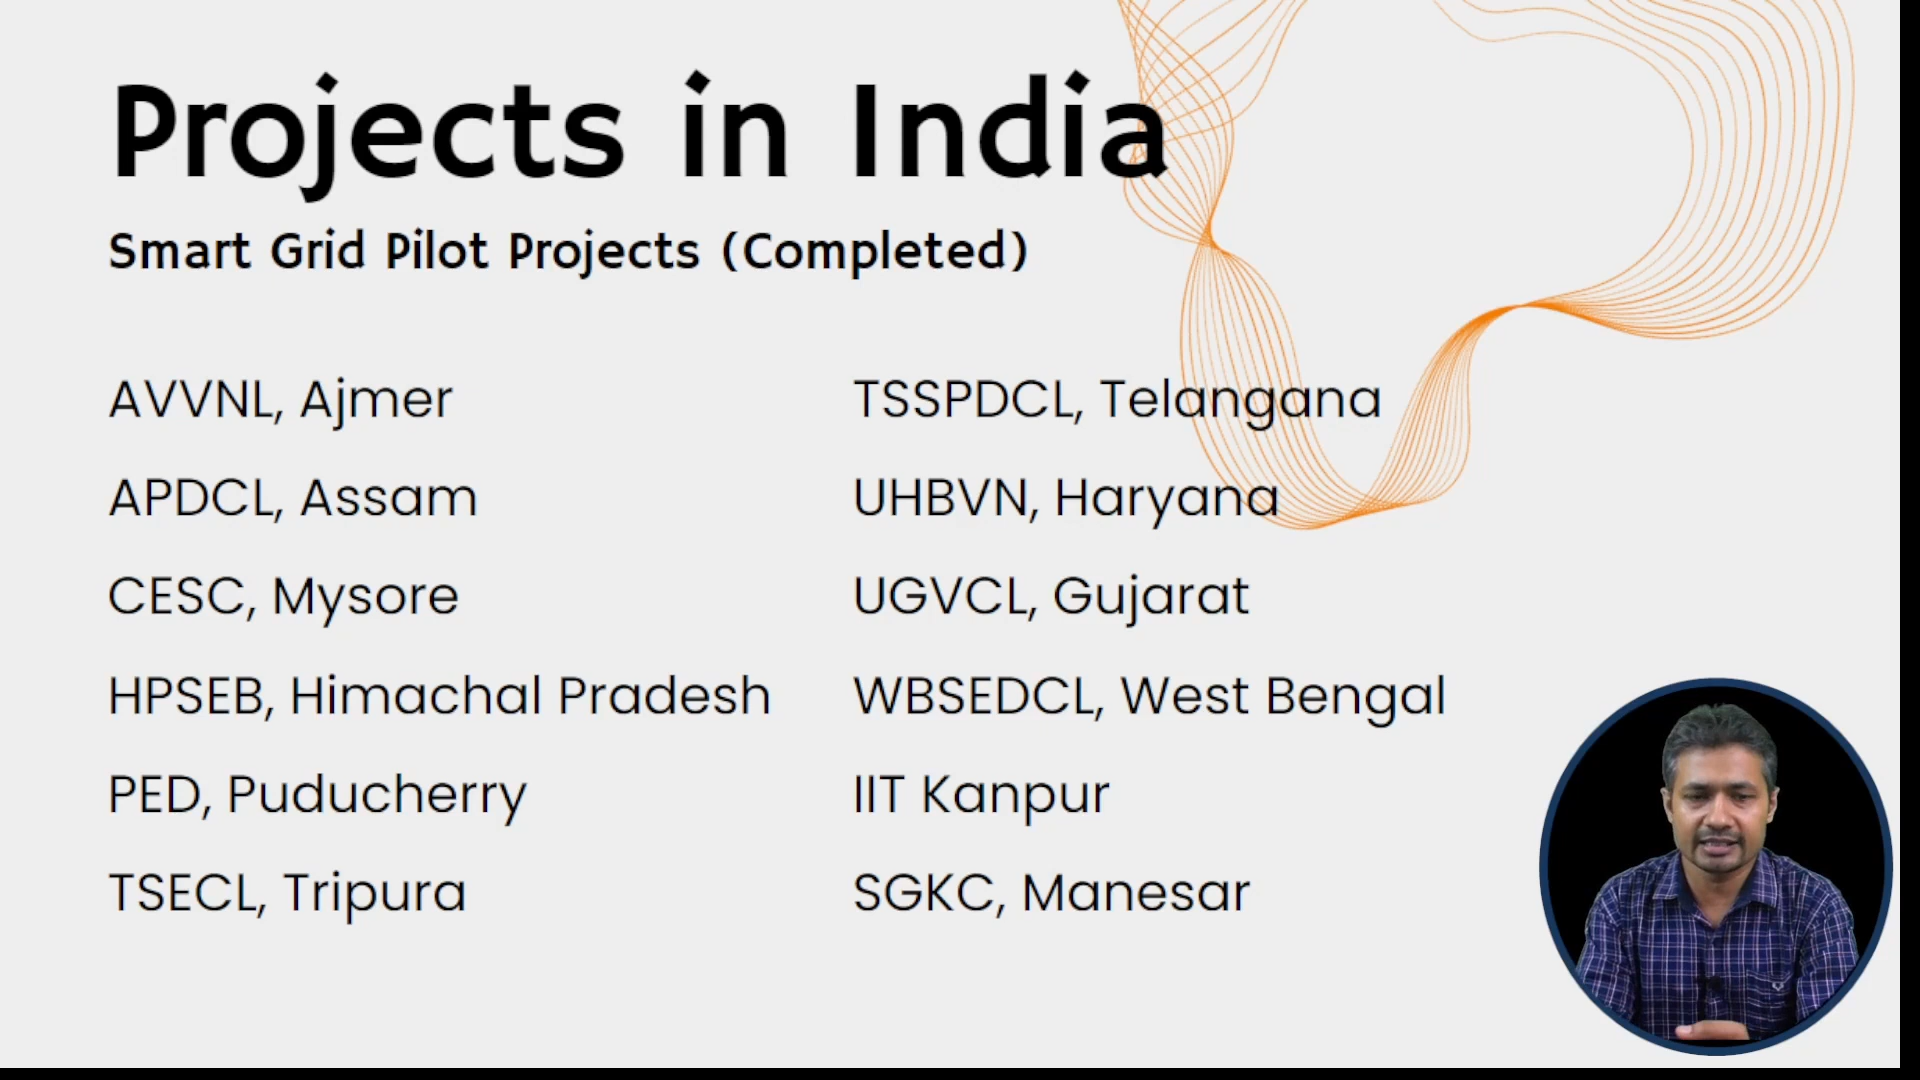 Projects in India
Smart Grid Pilot Projects (Completed)
AVVNL, Ajmer
APDCL, Assam
CESC, Mysore
HPSEB, Himachal Pradesh
PED, Puducherry
TSECL, Tripura
TSSPDCL, Telangana
UHBVN, Haryana
UGVCL, Gujarat
WBSEDCL, West Bengal
IIT Kanpur
SGKC, Manesar